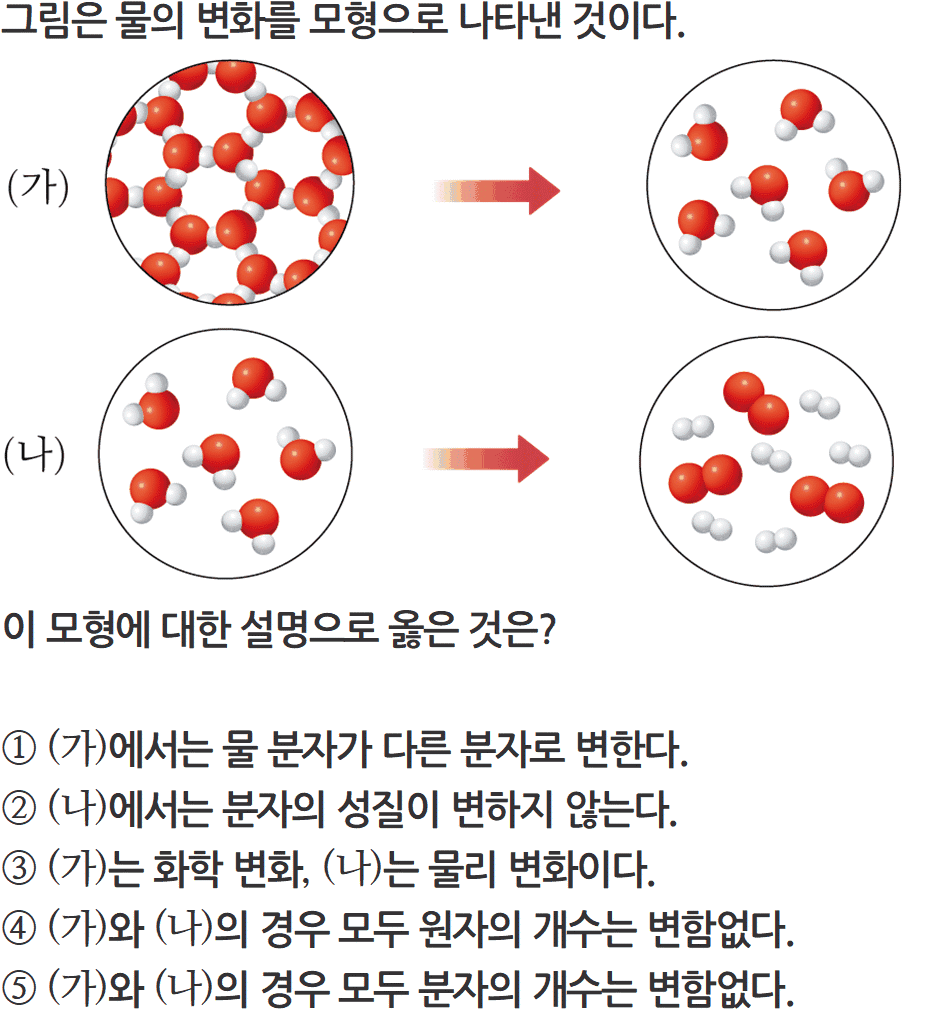 그림은 물의 변화를 모형으로 나타낸 것이다.
(가)
(나)
이 모형에 대한 설명으로 옳은 것은?
① (가)에서는 물 분자가 다른 분자로 변한다.
② (나)에서는 분자의 성질이 변하지 않는다.
③ (가)는 화학 변화, (나)는 물리 변화이다.
④ (가)와 (나)의 경우 모두 원자의 개수는 변함없다.
⑤ (가)와 (나)의 경우 모두 분자의 개수는 변함없다.